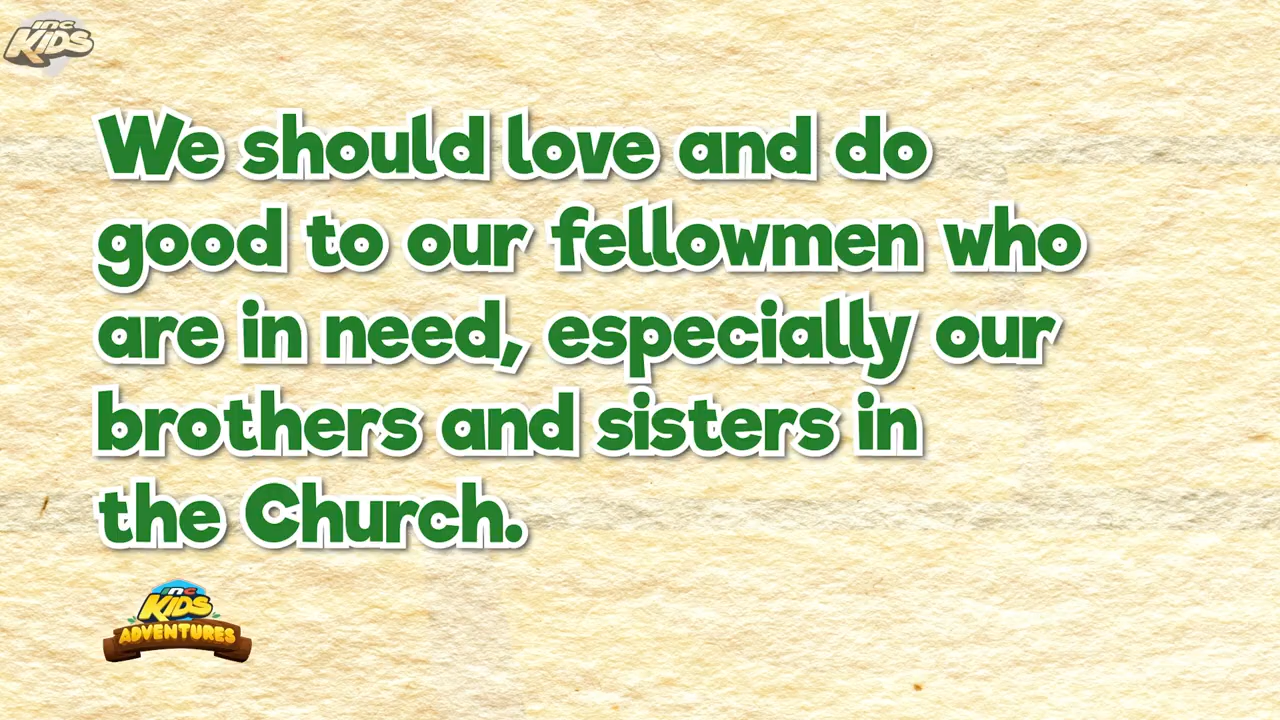 INC
KIDS
We should love and do
good to our fellowmen who
are in need, especially our
brothers and sisters in
the Church.
INC
KIDS
ADVENTURES